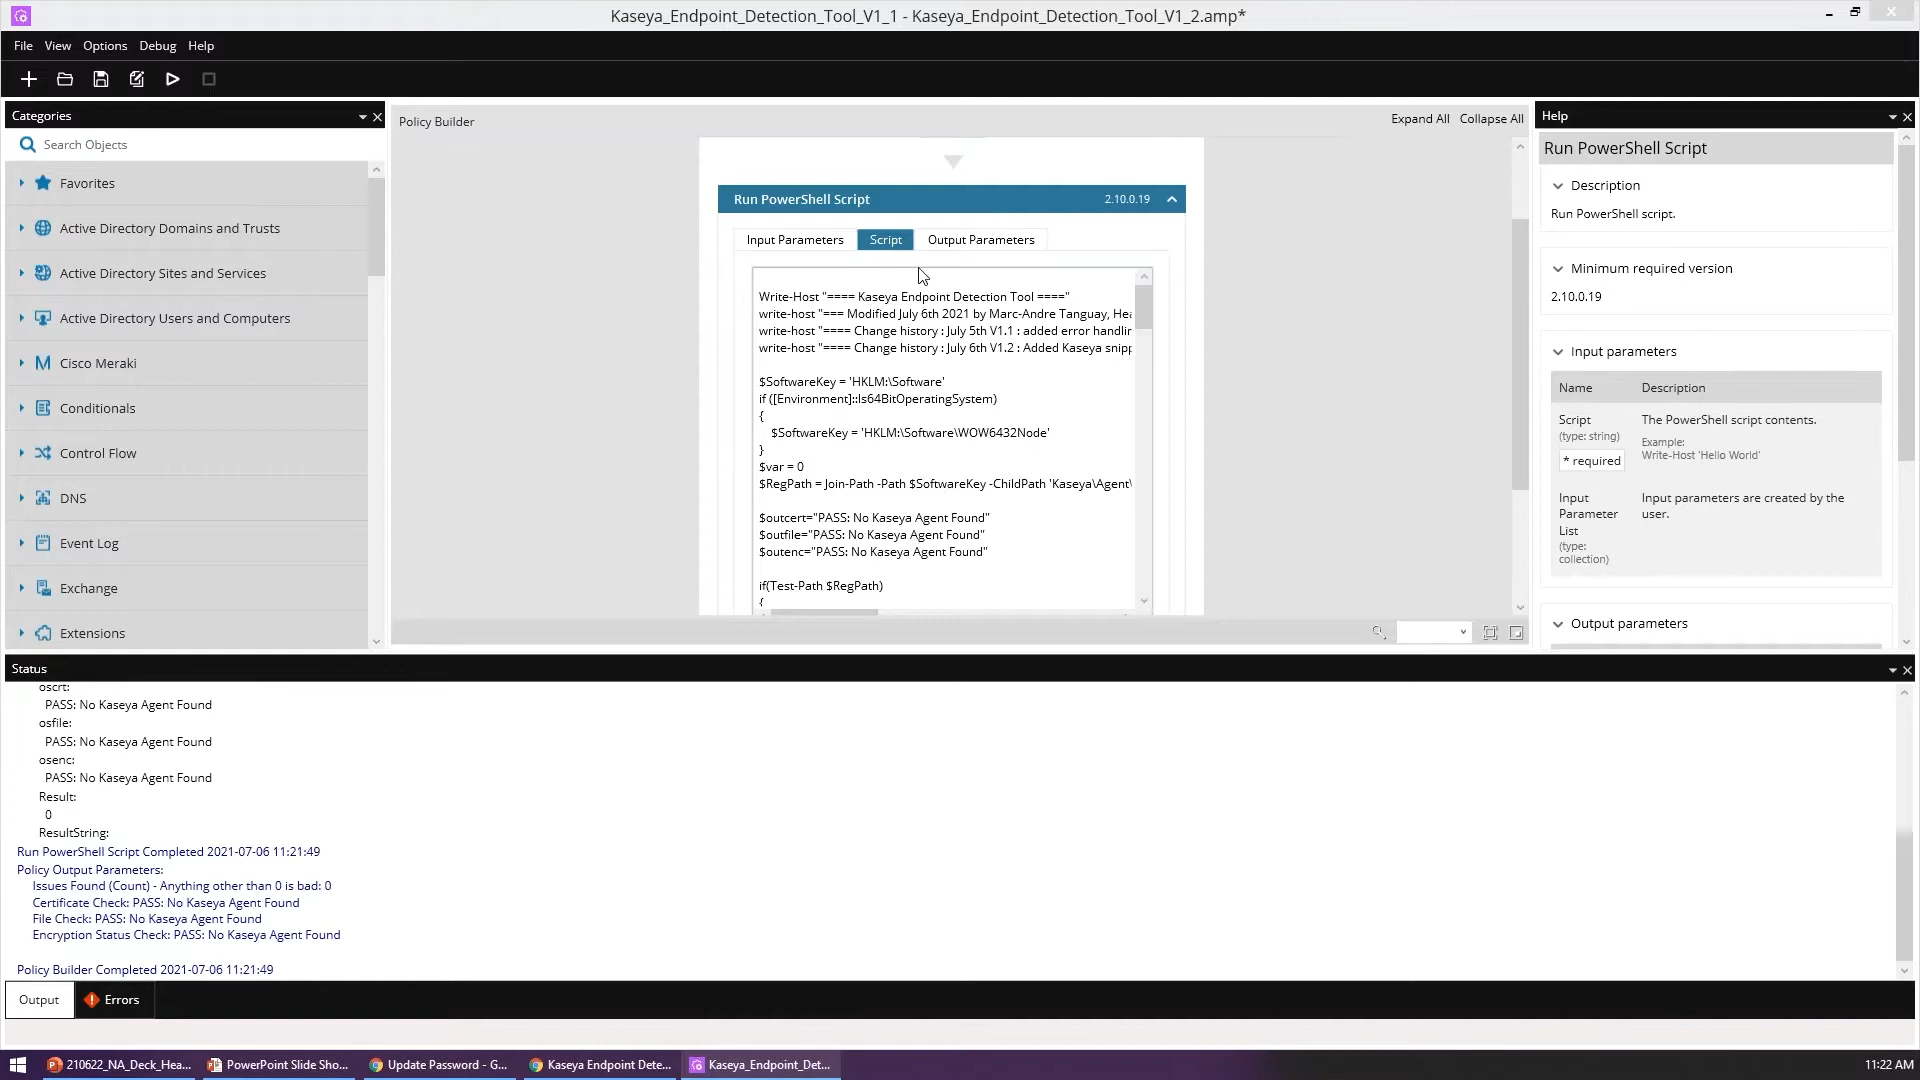 Kaseya_Endpoint_Detection_Tool_V1_1 - Kaseya_Endpoint_Detection_Tool_V1_2.amp*
File View Options Debug Help
Categories
Search Objects
Favorites
Active Directory Domains and Trusts
Active Directory Sites and Services
Active Directory Users and Computers
Cisco Meraki
Conditionals
Control Flow
DNS
Event Log
Exchange
Extensions
Policy Builder
Expand All Collapse All
Run PowerShell Script 2.10.0.19
Input Parameters Script Output Parameters
Write-Host "==== Kaseya Endpoint Detection Tool ===="
write-host "=== Modified July 6th 2021 by Marc-Andre Tanguay, Hea
write-host "==== Change history : July 5th V1.1 : added error handlin
write-host "==== Change history : July 6th V1.2 : Added Kaseya snipp
$SoftwareKey = 'HKLM:\Software'
if ([Environment]::Is64BitOperatingSystem)
{
$SoftwareKey = 'HKLM:\Software\WOW6432Node'
}
$var = 0
$RegPath = Join-Path -Path $SoftwareKey -ChildPath 'Kaseya\Agent\
$outcert="PASS: No Kaseya Agent Found"
$outfile="PASS: No Kaseya Agent Found"
$outenc="PASS: No Kaseya Agent Found"
if(Test-Path $RegPath)
{
Help
Run PowerShell Script
Description
Run PowerShell script.
Minimum required version
2.10.0.19
Input parameters
Name Description
Script The PowerShell script contents.
(type: string) Example:
Write-Host 'Hello World'
* required
Input Parameter List Input parameters are created by the user.
(type: collection)
Output parameters
Status
oscrt:
PASS: No Kaseya Agent Found
osfile:
PASS: No Kaseya Agent Found
osenc:
PASS: No Kaseya Agent Found
Result:
0
ResultString:
Run PowerShell Script Completed 2021-07-06 11:21:49
Policy Output Parameters:
Issues Found (Count) - Anything other than 0 is bad: 0
Certificate Check: PASS: No Kaseya Agent Found
File Check: PASS: No Kaseya Agent Found
Encryption Status Check: PASS: No Kaseya Agent Found
Policy Builder Completed 2021-07-06 11:21:49
Output Errors
210622_NA_Deck_Hea... PowerPoint Slide Sho... Update Password - G... Kaseya Endpoint Dete... Kaseya_Endpoint_Det... 11:22 AM